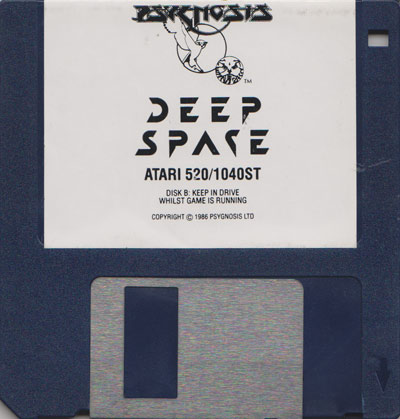 PSYGNOSIS
TM
DEEP
SPACE
ATARI 520/1040ST
DISK B: KEEP IN DRIVE
WHILST GAME IS RUNNING
COPYRIGHT © 1986 PSYGNOSIS LTD